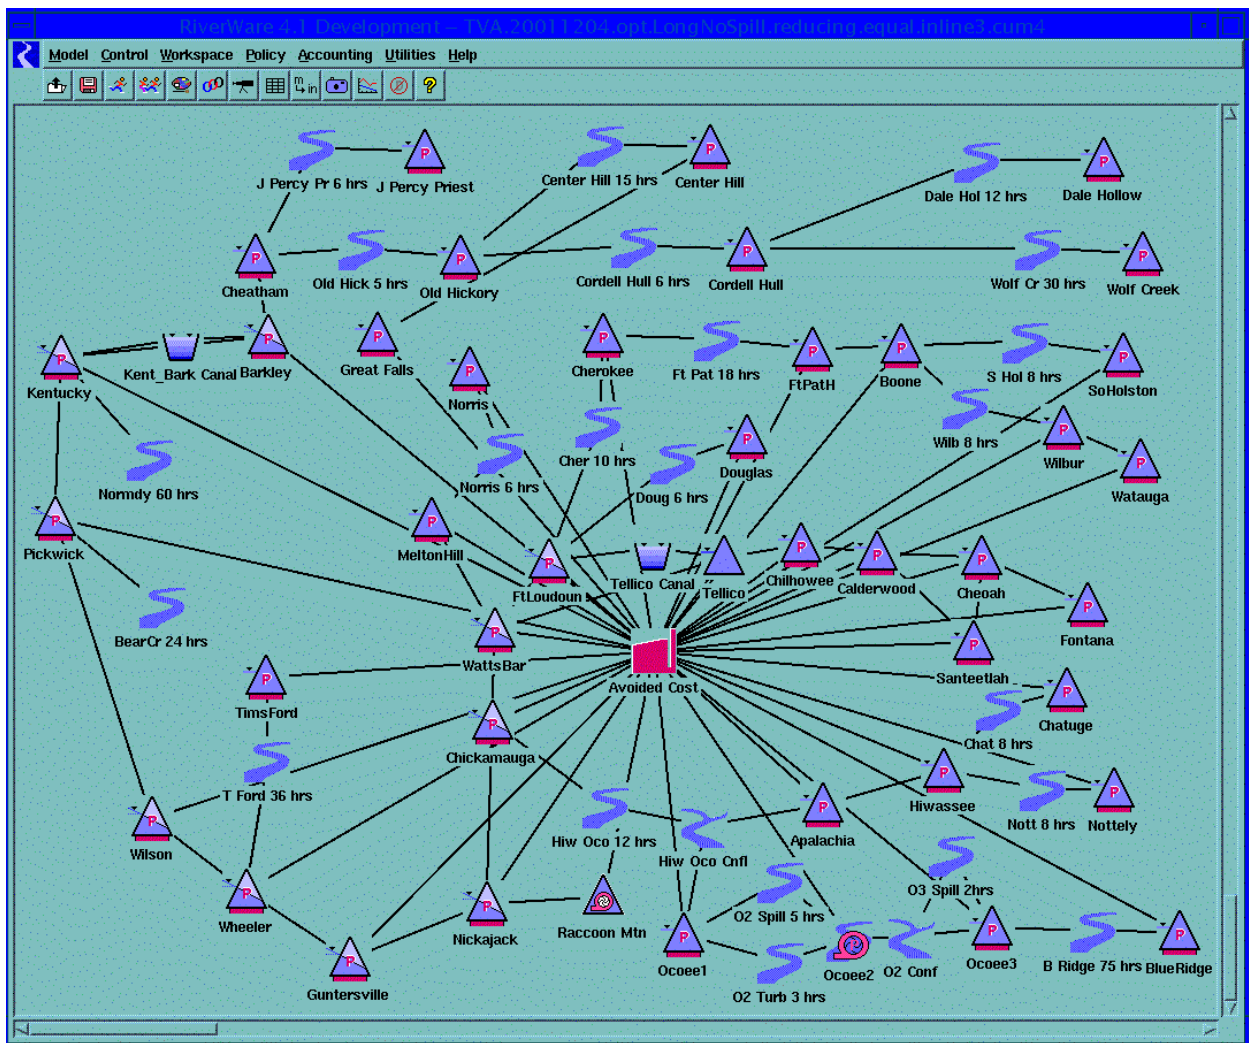 RiverWare 4.1 Development – TVA.20011204.opt.LongNoSpill.reducing.equal.inline3.cum4
Model Control Workspace Policy Accounting Utilities Help
m
in
?
J Percy Pr 6 hrs
P
J Percy Priest
Center Hill 15 hrs
P
Center Hill
Dale Hol 12 hrs
P
Dale Hollow
P
Cheatham
Old Hick 5 hrs
P
Old Hickory
Cordell Hull 6 hrs
P
Cordell Hull
Wolf Cr 30 hrs
P
Wolf Creek
P
Kentucky
Kent_Bark Canal
P
Barkley
P
Great Falls
P
Norris
P
Cherokee
Ft Pat 18 hrs
P
FtPatH
P
Boone
S Hol 8 hrs
P
SoHolston
Normdy 60 hrs
Norris 6 hrs
Cher 10 hrs
Doug 6 hrs
P
Douglas
Wilb 8 hrs
P
Wilbur
P
Watauga
P
Pickwick
P
MeltonHill
P
FtLoudoun
Tellico Canal
Tellico
P
Chilhowee
P
Calderwood
P
Cheoah
P
Fontana
BearCr 24 hrs
P
WattsBar
Avoided Cost
P
Santeetlah
P
TimsFord
P
Chickamauga
Chat 8 hrs
P
Chatuge
T Ford 36 hrs
P
Wilson
Hiw Oco 12 hrs
Hiw Oco Cnfl
P
Apalachia
P
Hiwassee
Nott 8 hrs
P
Nottely
P
Wheeler
P
Nickajack
Raccoon Mtn
O2 Spill 5 hrs
O3 Spill 2hrs
P
Guntersville
P
Ocoee1
O2 Turb 3 hrs
Ocoee2
O2 Conf
P
Ocoee3
B Ridge 75 hrs
P
BlueRidge